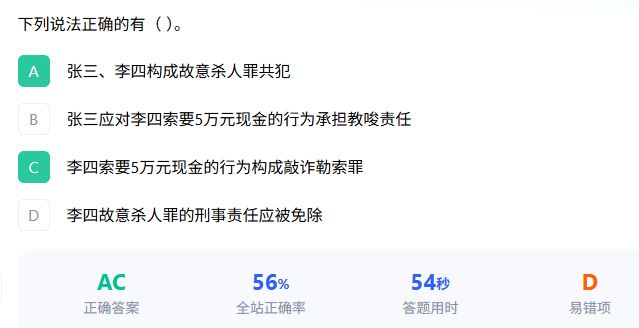 下列说法正确的有（ ）。
A 张三、李四构成故意杀人罪共犯
B 张三应对李四索要5万元现金的行为承担教唆责任
C 李四索要5万元现金的行为构成敲诈勒索罪
D 李四故意杀人罪的刑事责任应被免除
AC 56% 54秒 D
正确答案 全站正确率 答题用时 易错项